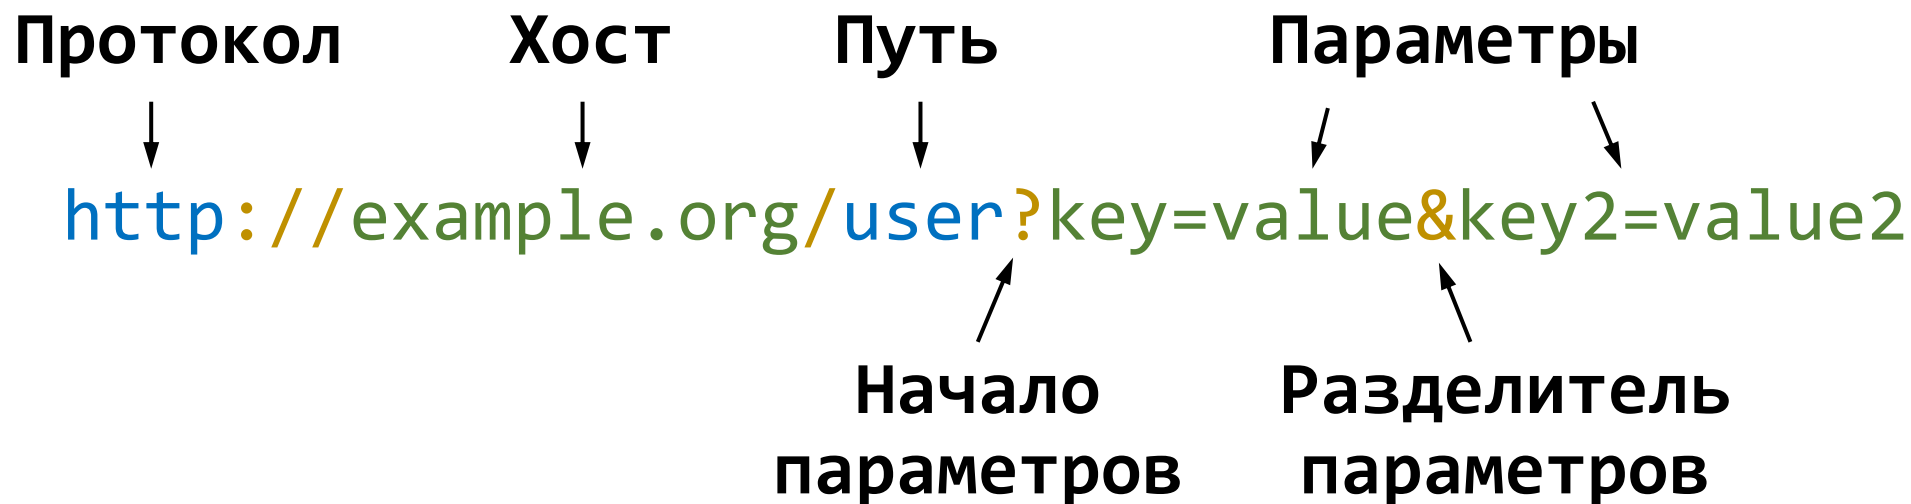 Протокол Хост Путь Параметры
http://example.org/user?key=value&key2=value2
Начало Разделитель
параметров параметров